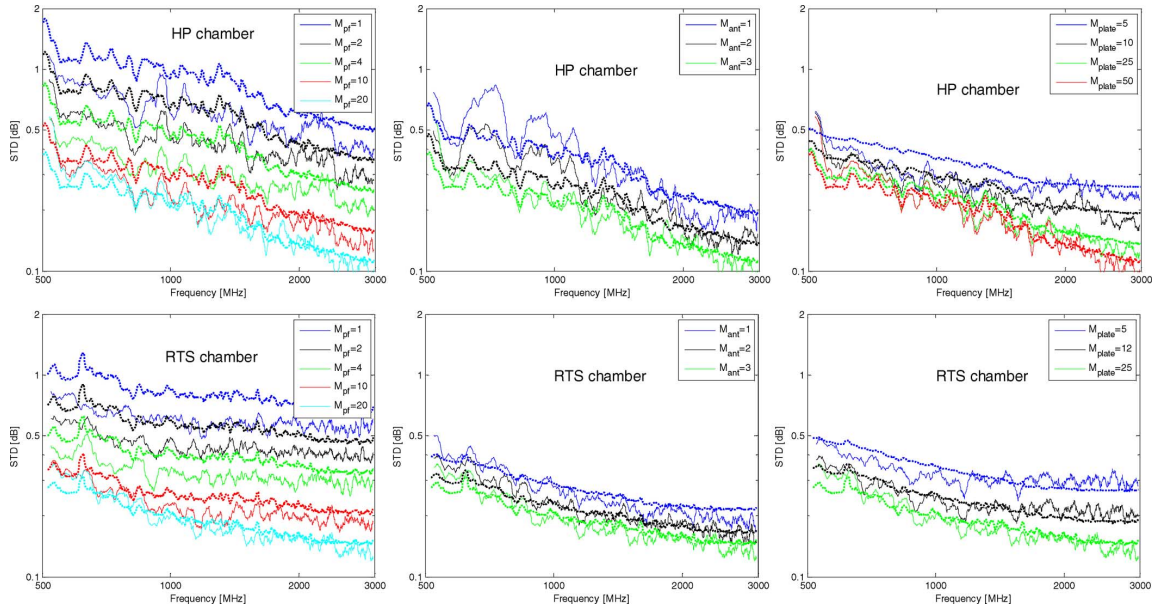 2
1
0.5
0.1
STD [dB]
500
1000
2000
3000
Frequency [MHz]
HP chamber
M_pf=1
M_pf=2
M_pf=4
M_pf=10
M_pf=20
2
1
0.5
0.1
STD [dB]
500
1000
2000
3000
Frequency [MHz]
HP chamber
M_ant=1
M_ant=2
M_ant=3
2
1
0.5
0.1
STD [dB]
500
1000
2000
3000
Frequency [MHz]
HP chamber
M_plate=5
M_plate=10
M_plate=25
M_plate=50
2
1
0.5
0.1
STD [dB]
500
1000
2000
3000
Frequency [MHz]
RTS chamber
M_pf=1
M_pf=2
M_pf=4
M_pf=10
M_pf=20
2
1
0.5
0.1
STD [dB]
500
1000
2000
3000
Frequency [MHz]
RTS chamber
M_ant=1
M_ant=2
M_ant=3
2
1
0.5
0.1
STD [dB]
500
1000
2000
3000
Frequency [MHz]
RTS chamber
M_plate=5
M_plate=12
M_plate=25